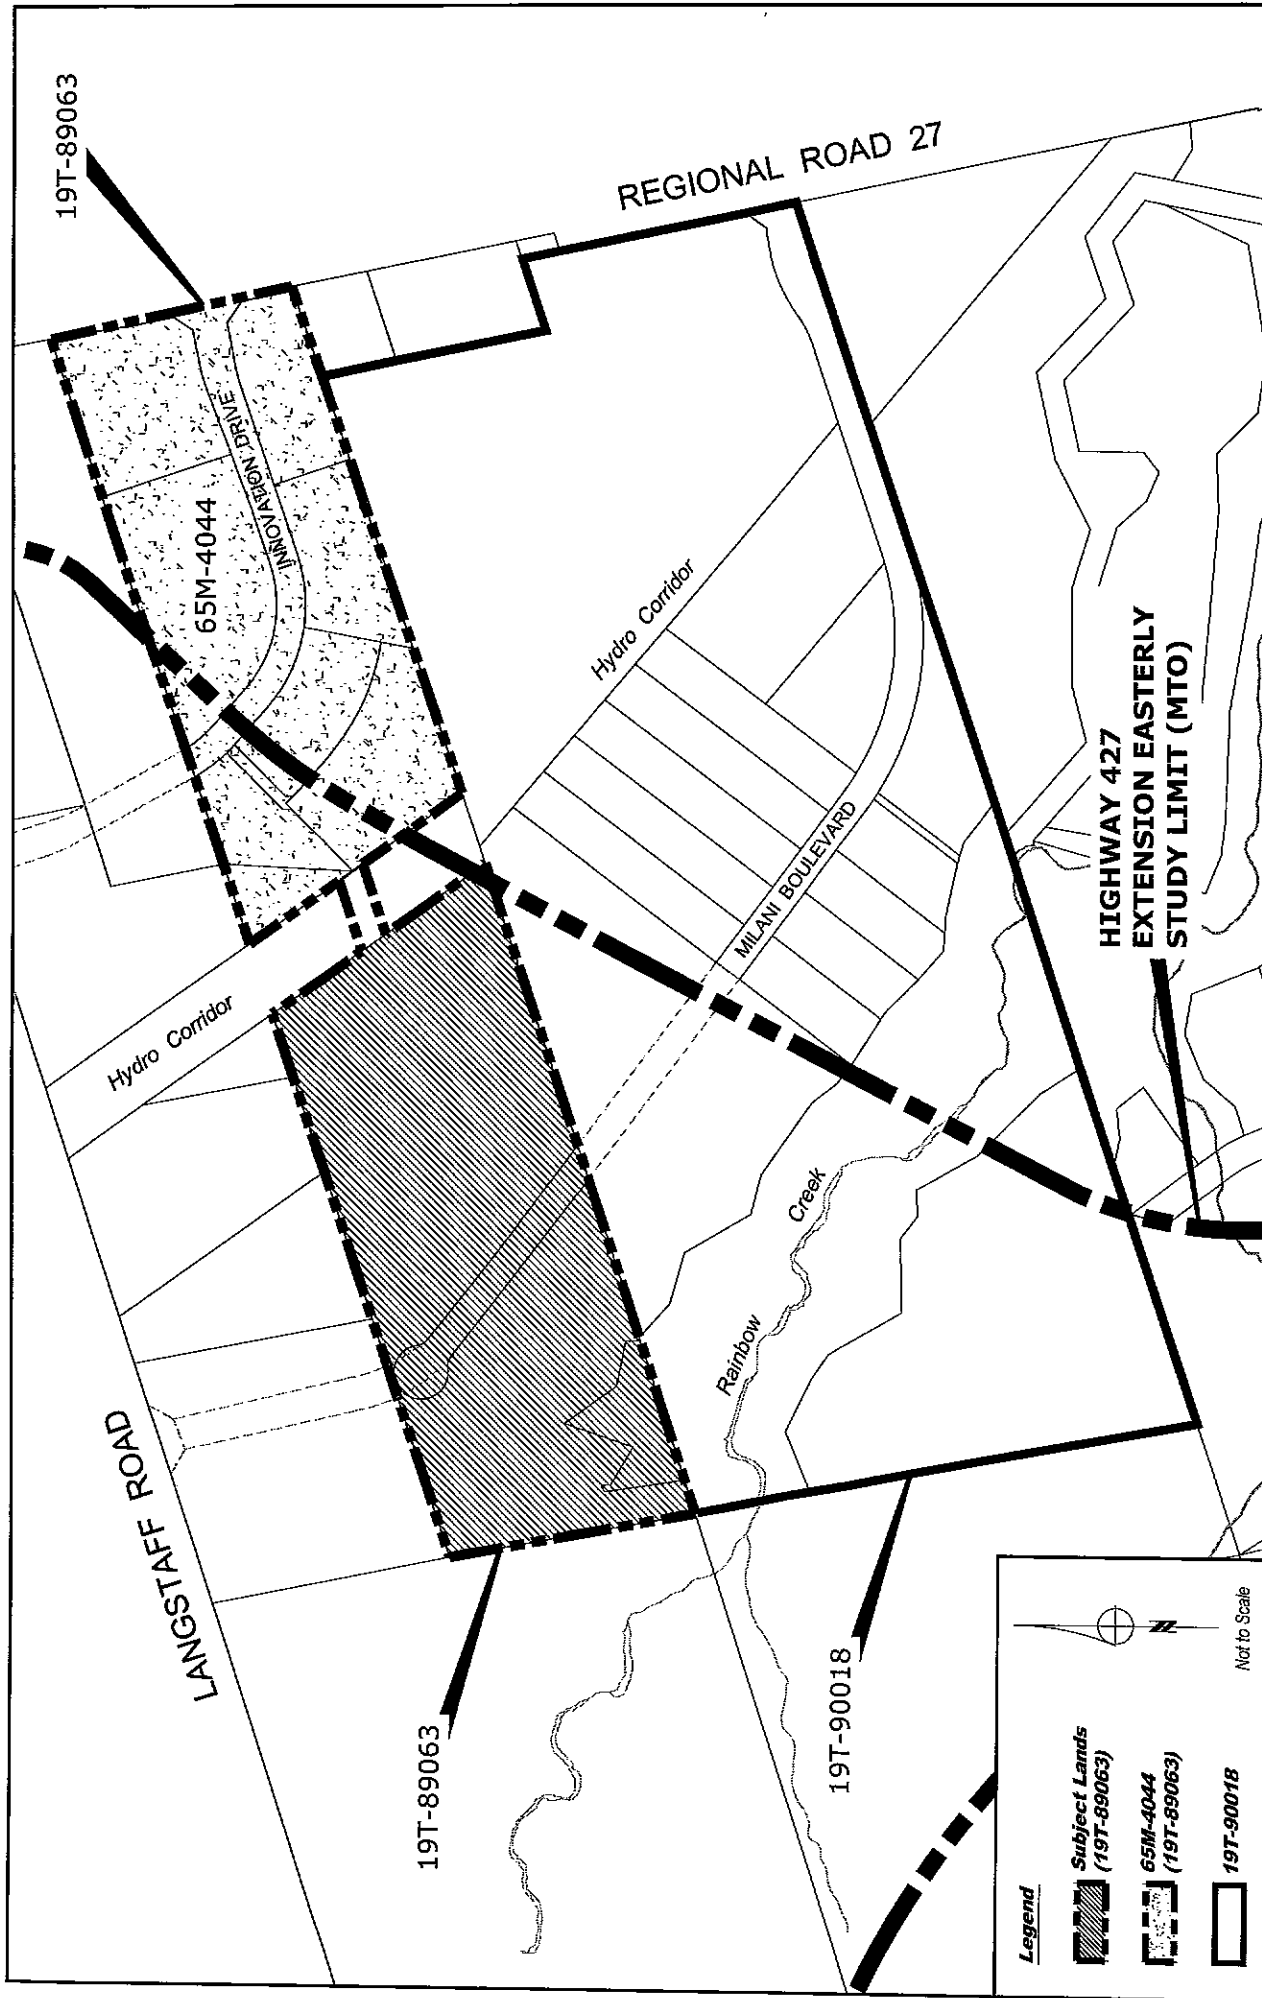 LANGSTAFF ROAD
REGIONAL ROAD 27
19T-89063
65M-4044
INNOVATION DRIVE
Hydro Corridor
Hydro Corridor
MILANI BOULEVARD
Rainbow Creek
19T-89063
19T-90018
HIGHWAY 427
EXTENSION EASTERLY
STUDY LIMIT (MTO)
Legend
Subject Lands
(19T-89063)
65M-4044
(19T-89063)
19T-90018
N
Not to Scale